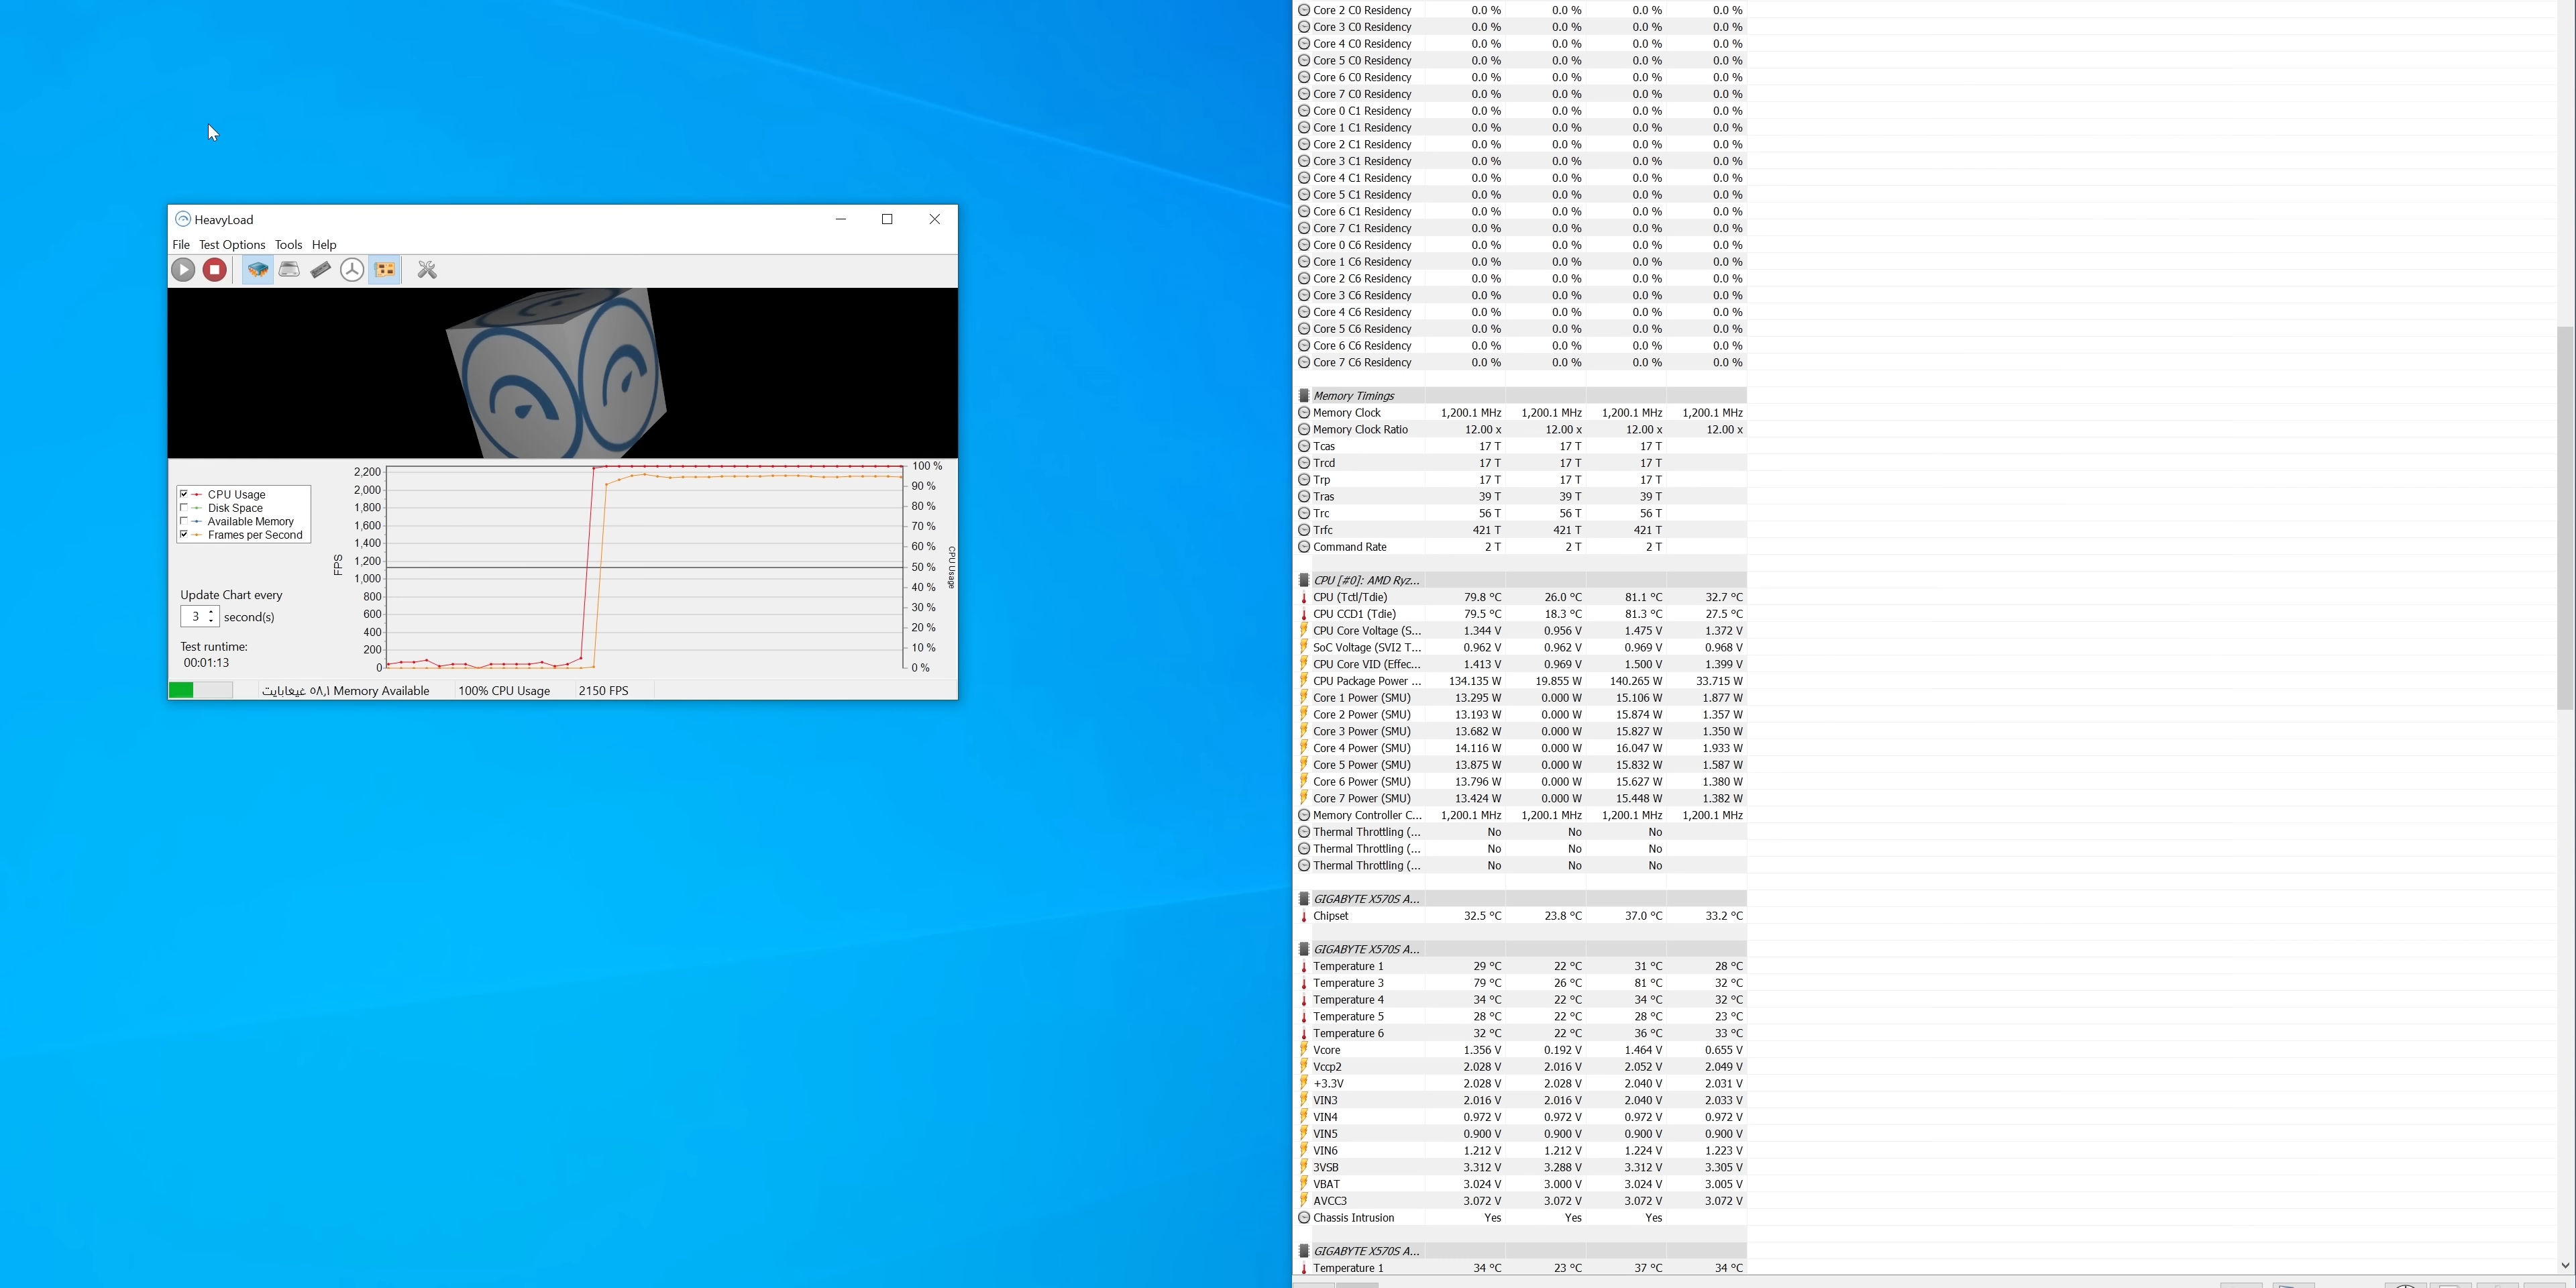 HeavyLoad
File Test Options Tools Help
2,200
2,000
1,800
1,600
1,400
1,200
1,000
800
600
400
200
0
FPS
100 %
90 %
80 %
70 %
60 %
50 %
40 %
30 %
20 %
10 %
0 %
CPU Usage
CPU Usage
Disk Space
Available Memory
Frames per Second
Update Chart every
3 second(s)
Test runtime:
00:01:13
٥٨,١ غيغابايت Memory Available 100% CPU Usage 2150 FPS
Core 2 C0 Residency 0.0 % 0.0 % 0.0 % 0.0 %
Core 3 C0 Residency 0.0 % 0.0 % 0.0 % 0.0 %
Core 4 C0 Residency 0.0 % 0.0 % 0.0 % 0.0 %
Core 5 C0 Residency 0.0 % 0.0 % 0.0 % 0.0 %
Core 6 C0 Residency 0.0 % 0.0 % 0.0 % 0.0 %
Core 7 C0 Residency 0.0 % 0.0 % 0.0 % 0.0 %
Core 0 C1 Residency 0.0 % 0.0 % 0.0 % 0.0 %
Core 1 C1 Residency 0.0 % 0.0 % 0.0 % 0.0 %
Core 2 C1 Residency 0.0 % 0.0 % 0.0 % 0.0 %
Core 3 C1 Residency 0.0 % 0.0 % 0.0 % 0.0 %
Core 4 C1 Residency 0.0 % 0.0 % 0.0 % 0.0 %
Core 5 C1 Residency 0.0 % 0.0 % 0.0 % 0.0 %
Core 6 C1 Residency 0.0 % 0.0 % 0.0 % 0.0 %
Core 7 C1 Residency 0.0 % 0.0 % 0.0 % 0.0 %
Core 0 C6 Residency 0.0 % 0.0 % 0.0 % 0.0 %
Core 1 C6 Residency 0.0 % 0.0 % 0.0 % 0.0 %
Core 2 C6 Residency 0.0 % 0.0 % 0.0 % 0.0 %
Core 3 C6 Residency 0.0 % 0.0 % 0.0 % 0.0 %
Core 4 C6 Residency 0.0 % 0.0 % 0.0 % 0.0 %
Core 5 C6 Residency 0.0 % 0.0 % 0.0 % 0.0 %
Core 6 C6 Residency 0.0 % 0.0 % 0.0 % 0.0 %
Core 7 C6 Residency 0.0 % 0.0 % 0.0 % 0.0 %
Memory Timings
Memory Clock 1,200.1 MHz 1,200.1 MHz 1,200.1 MHz 1,200.1 MHz
Memory Clock Ratio 12.00 x 12.00 x 12.00 x 12.00 x
Tcas 17 T 17 T 17 T
Trcd 17 T 17 T 17 T
Trp 17 T 17 T 17 T
Tras 39 T 39 T 39 T
Trc 56 T 56 T 56 T
Trfc 421 T 421 T 421 T
Command Rate 2 T 2 T 2 T
CPU [#0]: AMD Ryz...
CPU (Tctl/Tdie) 79.8 °C 26.0 °C 81.1 °C 32.7 °C
CPU CCD1 (Tdie) 79.5 °C 18.3 °C 81.3 °C 27.5 °C
CPU Core Voltage (S... 1.344 V 0.956 V 1.475 V 1.372 V
SoC Voltage (SVI2 T... 0.962 V 0.962 V 0.969 V 0.968 V
CPU Core VID (Effec... 1.413 V 0.969 V 1.500 V 1.399 V
CPU Package Power ... 134.135 W 19.855 W 140.265 W 33.715 W
Core 1 Power (SMU) 13.295 W 0.000 W 15.106 W 1.877 W
Core 2 Power (SMU) 13.193 W 0.000 W 15.874 W 1.357 W
Core 3 Power (SMU) 13.682 W 0.000 W 15.827 W 1.350 W
Core 4 Power (SMU) 14.116 W 0.000 W 16.047 W 1.933 W
Core 5 Power (SMU) 13.875 W 0.000 W 15.832 W 1.587 W
Core 6 Power (SMU) 13.796 W 0.000 W 15.627 W 1.380 W
Core 7 Power (SMU) 13.424 W 0.000 W 15.448 W 1.382 W
Memory Controller C... 1,200.1 MHz 1,200.1 MHz 1,200.1 MHz 1,200.1 MHz
Thermal Throttling (... No No No
Thermal Throttling (... No No No
Thermal Throttling (... No No No
GIGABYTE X570S A...
Chipset 32.5 °C 23.8 °C 37.0 °C 33.2 °C
GIGABYTE X570S A...
Temperature 1 29 °C 22 °C 31 °C 28 °C
Temperature 3 79 °C 26 °C 81 °C 32 °C
Temperature 4 34 °C 22 °C 34 °C 32 °C
Temperature 5 28 °C 22 °C 28 °C 23 °C
Temperature 6 32 °C 22 °C 36 °C 33 °C
Vcore 1.356 V 0.192 V 1.464 V 0.655 V
Vccp2 2.028 V 2.016 V 2.052 V 2.049 V
+3.3V 2.028 V 2.028 V 2.040 V 2.031 V
VIN3 2.016 V 2.016 V 2.040 V 2.033 V
VIN4 0.972 V 0.972 V 0.972 V 0.972 V
VIN5 0.900 V 0.900 V 0.900 V 0.900 V
VIN6 1.212 V 1.212 V 1.224 V 1.223 V
3VSB 3.312 V 3.288 V 3.312 V 3.305 V
VBAT 3.024 V 3.000 V 3.024 V 3.005 V
AVCC3 3.072 V 3.072 V 3.072 V 3.072 V
Chassis Intrusion Yes Yes Yes
GIGABYTE X570S A...
Temperature 1 34 °C 23 °C 37 °C 34 °C